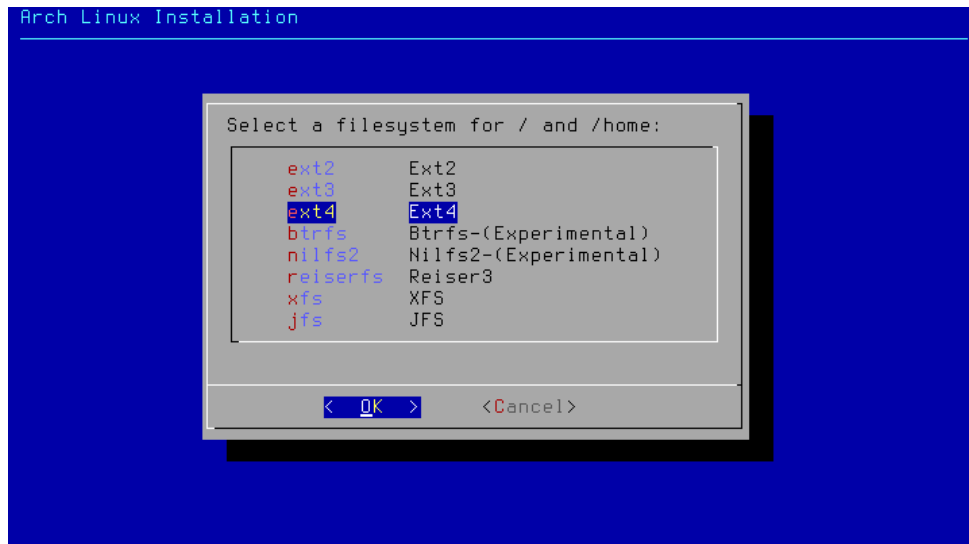 Arch Linux Installation
Select a filesystem for / and /home:
ext2 Ext2
ext3 Ext3
ext4 Ext4
btrfs Btrfs-(Experimental)
nilfs2 Nilfs2-(Experimental)
reiserfs Reiser3
xfs XFS
jfs JFS
< OK > <Cancel>